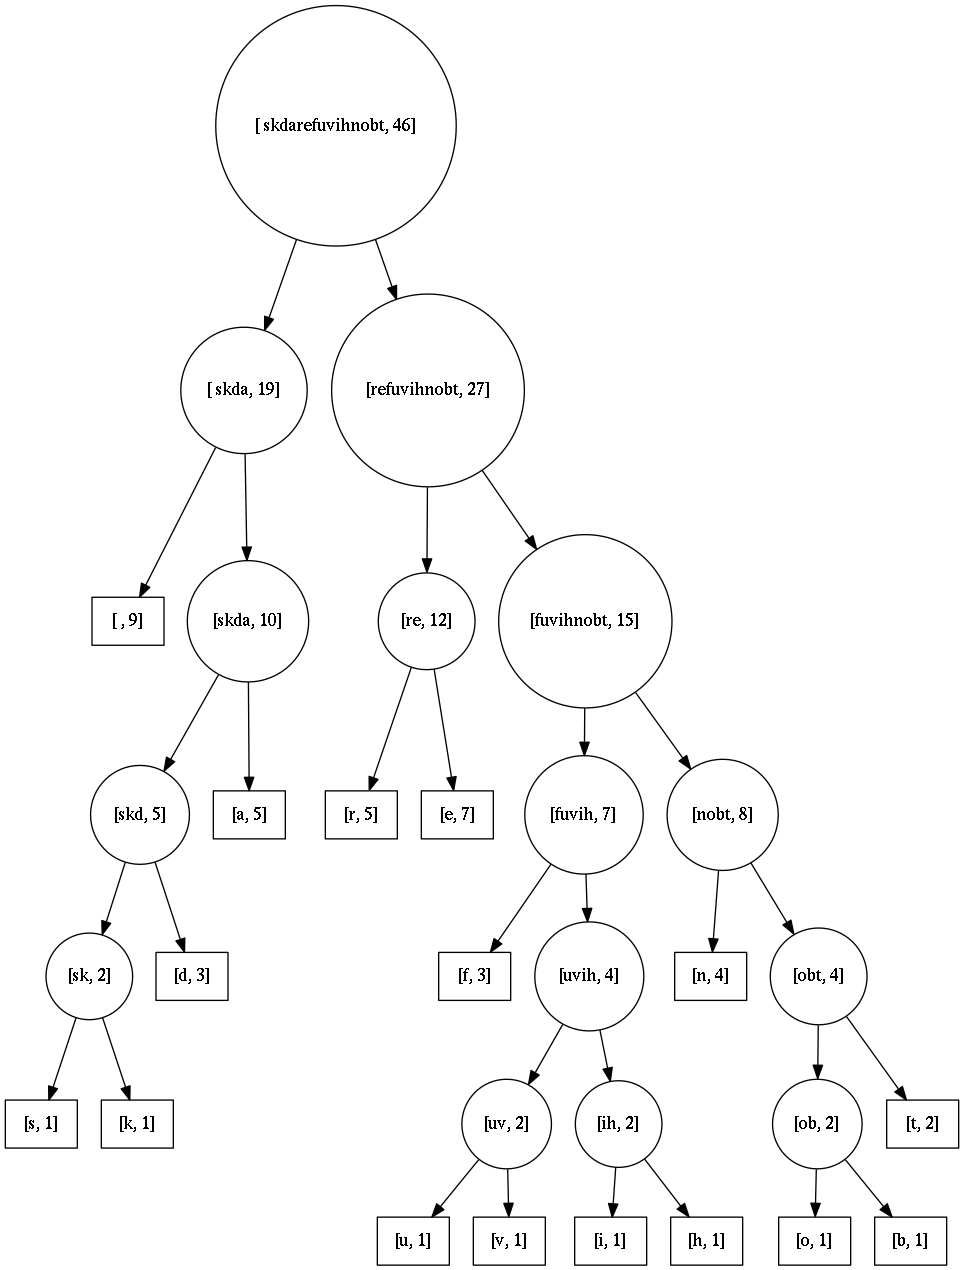 [ skdarefuvihnobt, 46]
[ skda, 19]
[refuvihnobt, 27]
[ , 9]
[skda, 10]
[re, 12]
[fuvihnobt, 15]
[skd, 5]
[a, 5]
[r, 5]
[e, 7]
[fuvih, 7]
[nobt, 8]
[sk, 2]
[d, 3]
[f, 3]
[uvih, 4]
[n, 4]
[obt, 4]
[s, 1]
[k, 1]
[uv, 2]
[ih, 2]
[ob, 2]
[t, 2]
[u, 1]
[v, 1]
[i, 1]
[h, 1]
[o, 1]
[b, 1]